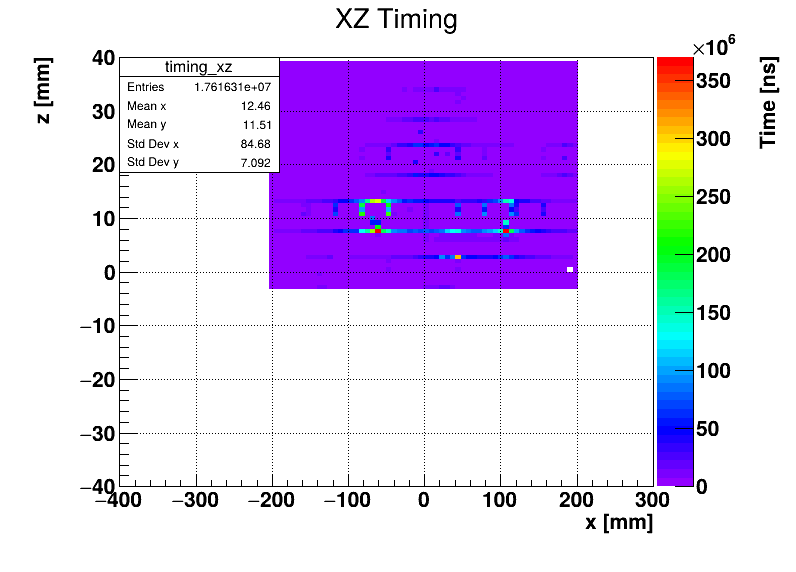 XZ Timing
×10⁶
timing_xz
Entries 1.761631e+07
Mean x 12.46
Mean y 11.51
Std Dev x 84.68
Std Dev y 7.092
z [mm]
40
30
20
10
0
−10
−20
−30
−40
−400 −300 −200 −100 0 100 200 300
x [mm]
350
300
250
200
150
100
50
0
Time [ns]